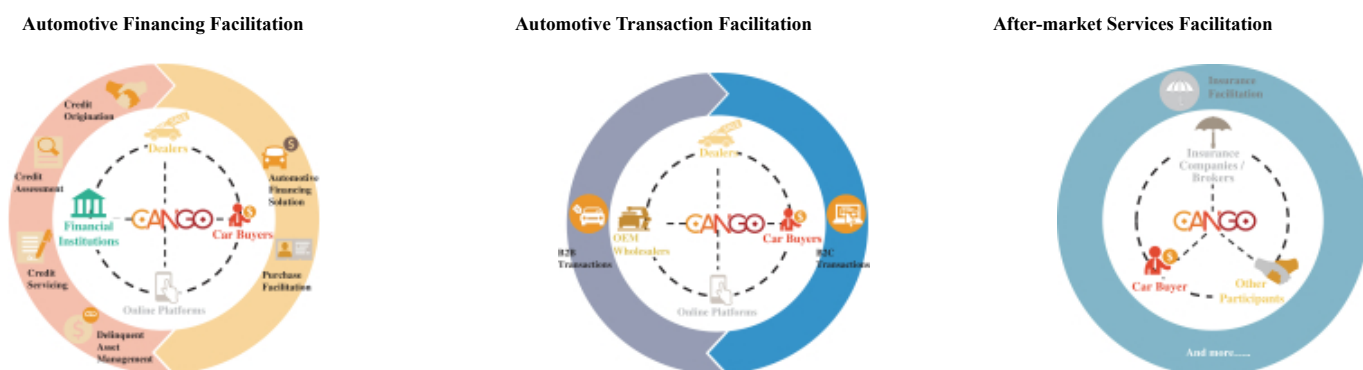 Automotive Financing Facilitation
Automotive Transaction Facilitation
After-market Services Facilitation
Credit
Origination
Credit
Assessment
Credit
Servicing
Delinquent
Asset
Management
Dealers
Financial
Institutions
CANGO
Car Buyers
Online Platforms
Automotive
Financing
Solution
Purchase
Facilitation
SALE
B2B
Transactions
Dealers
OEM
Wholesalers
CANGO
Car Buyers
Online Platforms
B2C
Transactions
SALE
Insurance
Facilitation
Insurance
Companies /
Brokers
CANGO
Car Buyer
Other
Participants
And more......